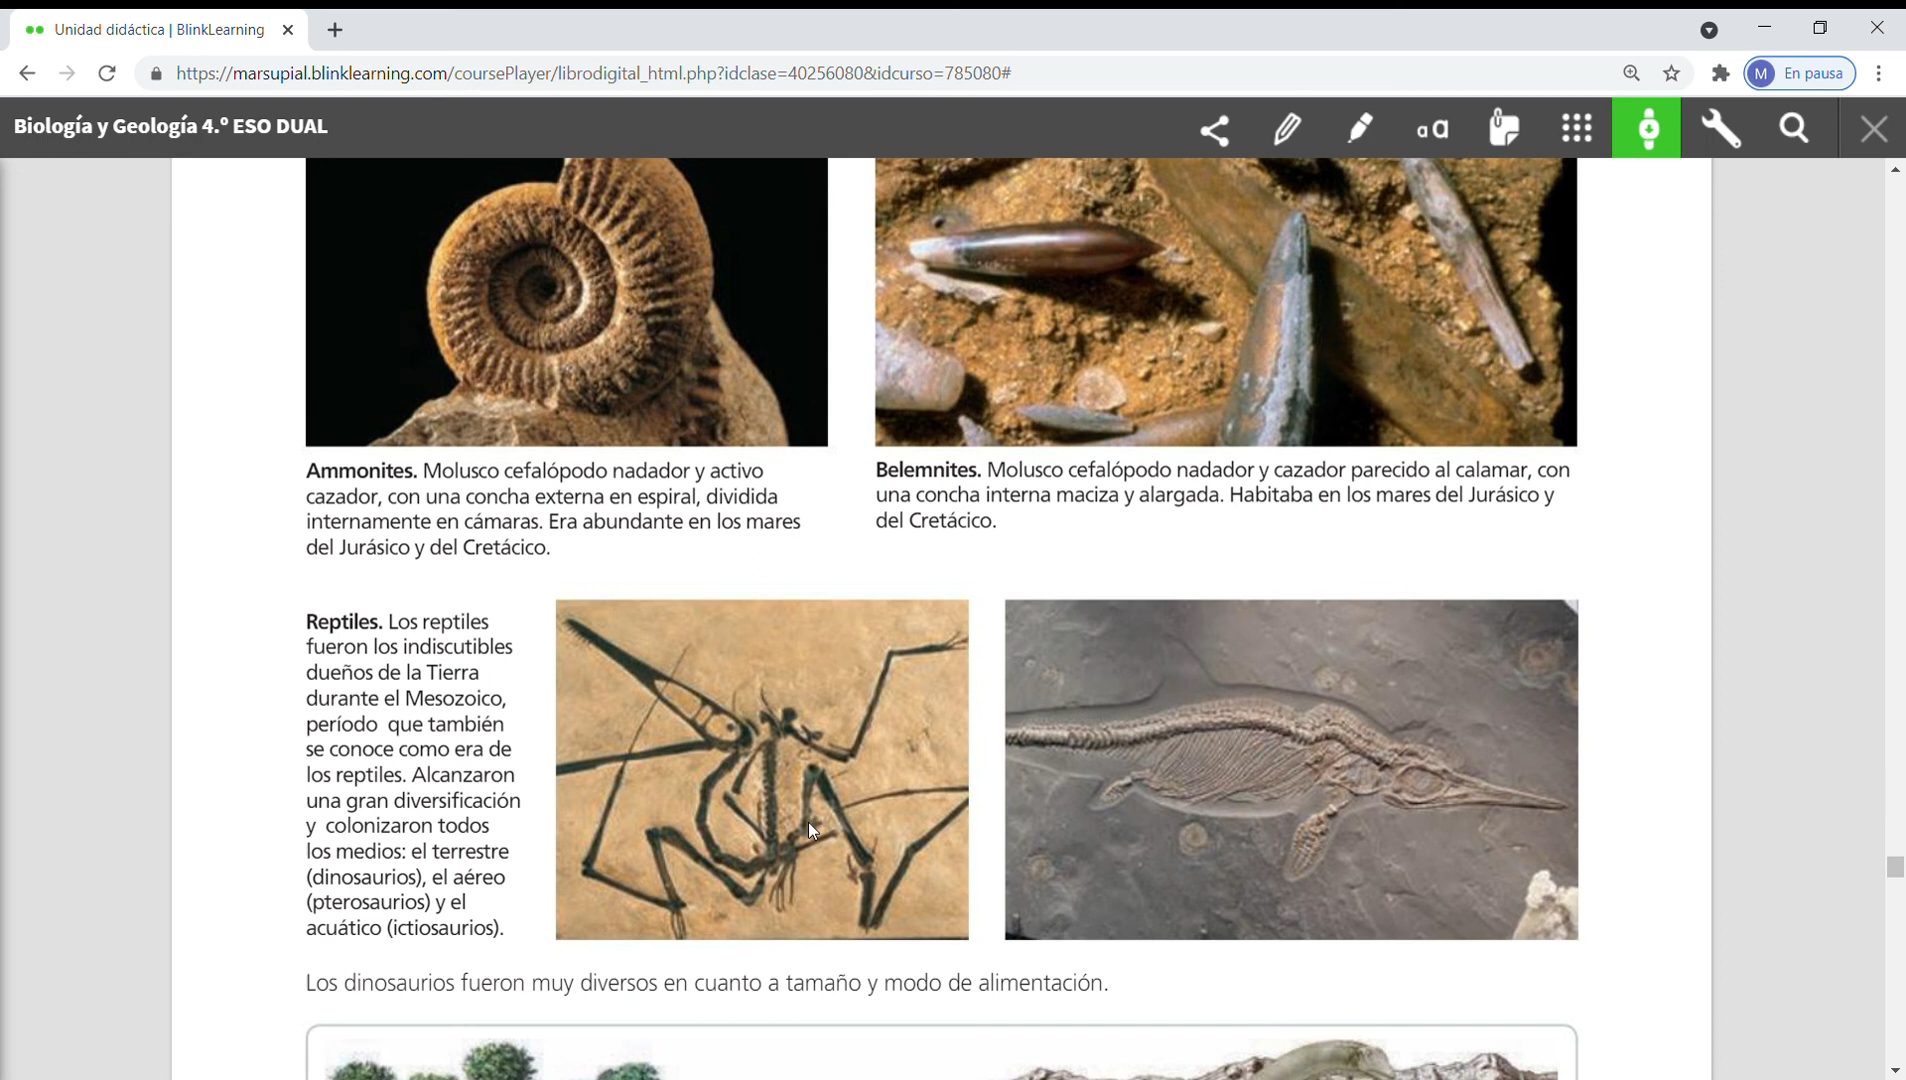 Unidad didáctica | BlinkLearning
https://marsupial.blinklearning.com/coursePlayer/librodigital_html.php?idclase=40256080&idcurso=785080#
M En pausa
Biología y Geología 4.º ESO DUAL
a a
Ammonites. Molusco cefalópodo nadador y activo
cazador, con una concha externa en espiral, dividida
internamente en cámaras. Era abundante en los mares
del Jurásico y del Cretácico.
Belemnites. Molusco cefalópodo nadador y cazador parecido al calamar, con
una concha interna maciza y alargada. Habitaba en los mares del Jurásico y
del Cretácico.
Reptiles. Los reptiles
fueron los indiscutibles
dueños de la Tierra
durante el Mesozoico,
período que también
se conoce como era de
los reptiles. Alcanzaron
una gran diversificación
y colonizaron todos
los medios: el terrestre
(dinosaurios), el aéreo
(pterosaurios) y el
acuático (ictiosaurios).
Los dinosaurios fueron muy diversos en cuanto a tamaño y modo de alimentación.